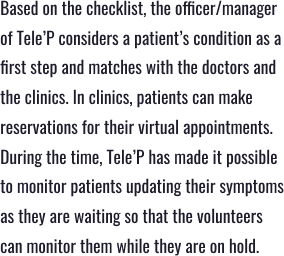 Based on the checklist, the officer/manager
of Tele'P considers a patient's condition as a
first step and matches with the doctors and
the clinics. In clinics, patients can make
reservations for their virtual appointments.
During the time, Tele'P has made it possible
to monitor patients updating their symptoms
as they are waiting so that the volunteers
can monitor them while they are on hold.